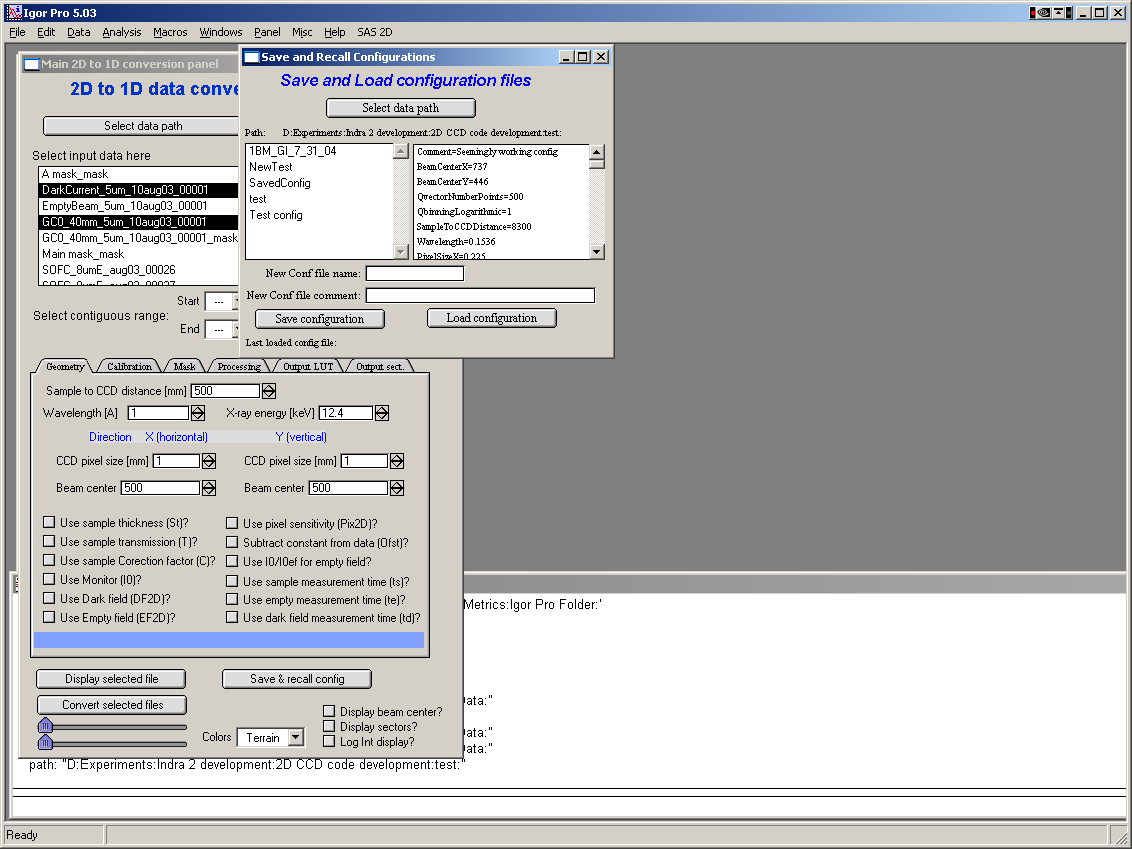 Igor Pro 5.03
File Edit Data Analysis Macros Windows Panel Misc Help SAS 2D
Main 2D to 1D conversion panel
2D to 1D data conve
Select data path
Select input data here
A mask_mask
DarkCurrent_5um_10aug03_00001
EmptyBeam_5um_10aug03_00001
GC0_40mm_5um_10aug03_00001
GC0_40mm_5um_10aug03_00001_mask
Main mask_mask
SOFC_8umE_aug03_00026
SOFC_8umE_aug03_00027
Start ---
Select contiguous range:
End ---
Save and Recall Configurations
Save and Load configuration files
Select data path
Path: D:Experiments:Indra 2 development:2D CCD code development:test:
1BM_GI_7_31_04
NewTest
SavedConfig
test
Test config
Comment=Seemingly working config
BeamCenterX=737
BeamCenterY=446
QvectorNumberPoints=500
QbinningLogarithmic=1
SampleToCCDDistance=8300
Wavelength=0.1536
PixelSizeX=0.225
New Conf file name:
New Conf file comment:
Save configuration Load configuration
Last loaded config file:
Geometry Calibration Mask Processing Output LUT Output sect.
Sample to CCD distance [mm] 500
Wavelength [A] 1 X-ray energy [keV] 12.4
Direction X (horizontal) Y (vertical)
CCD pixel size [mm] 1 CCD pixel size [mm] 1
Beam center 500 Beam center 500
Use sample thickness (St)? Use pixel sensitivity (Pix2D)?
Use sample transmission (T)? Subtract constant from data (Ofst)?
Use sample Corection factor (C)? Use I0/I0ef for empty field?
Use Monitor (I0)? Use sample measurement time (ts)?
Use Dark field (DF2D)? Use empty measurement time (te)?
Use Empty field (EF2D)? Use dark field measurement time (td)?
Display selected file Save & recall config
Convert selected files
Display beam center?
Display sectors?
Colors Terrain Log Int display?
Metrics:Igor Pro Folder:'
Data:"
Data:"
Data:"
path: "D:Experiments:Indra 2 development:2D CCD code development:test:"
Ready